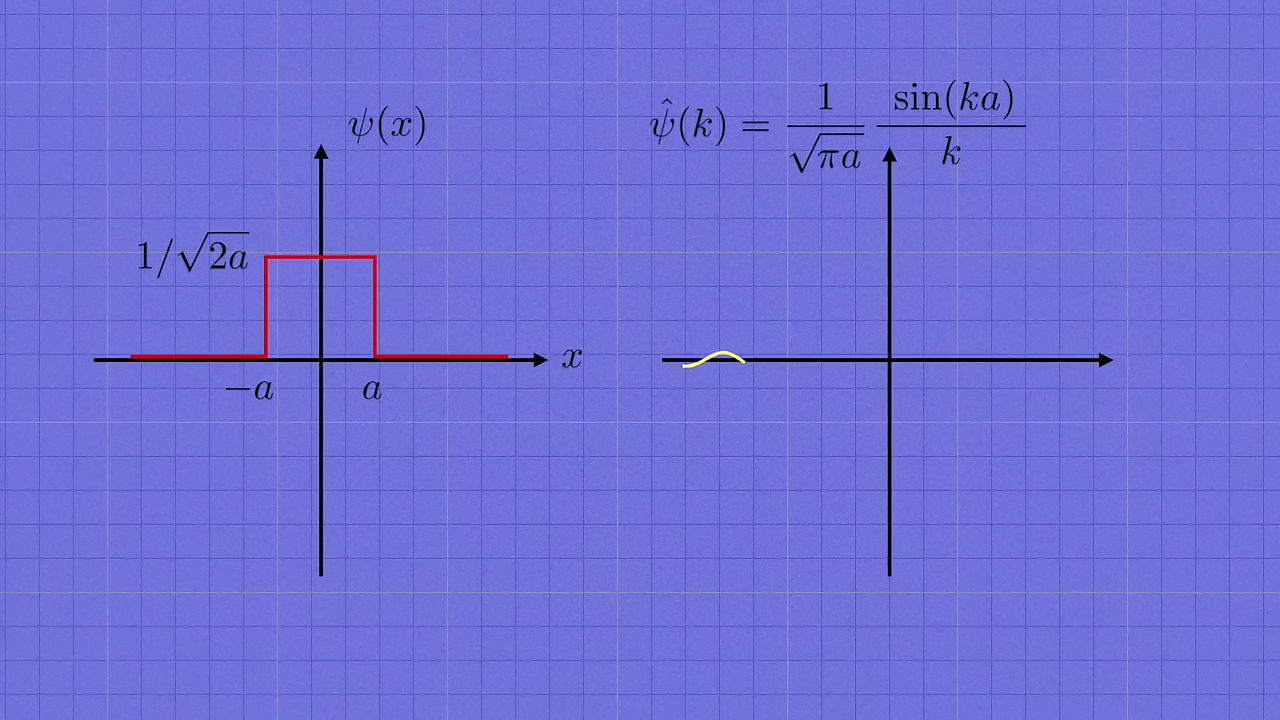 ψ(x)
1/√2a
−a
a
x
ψ̂(k) = 1/√πa sin(ka)/k